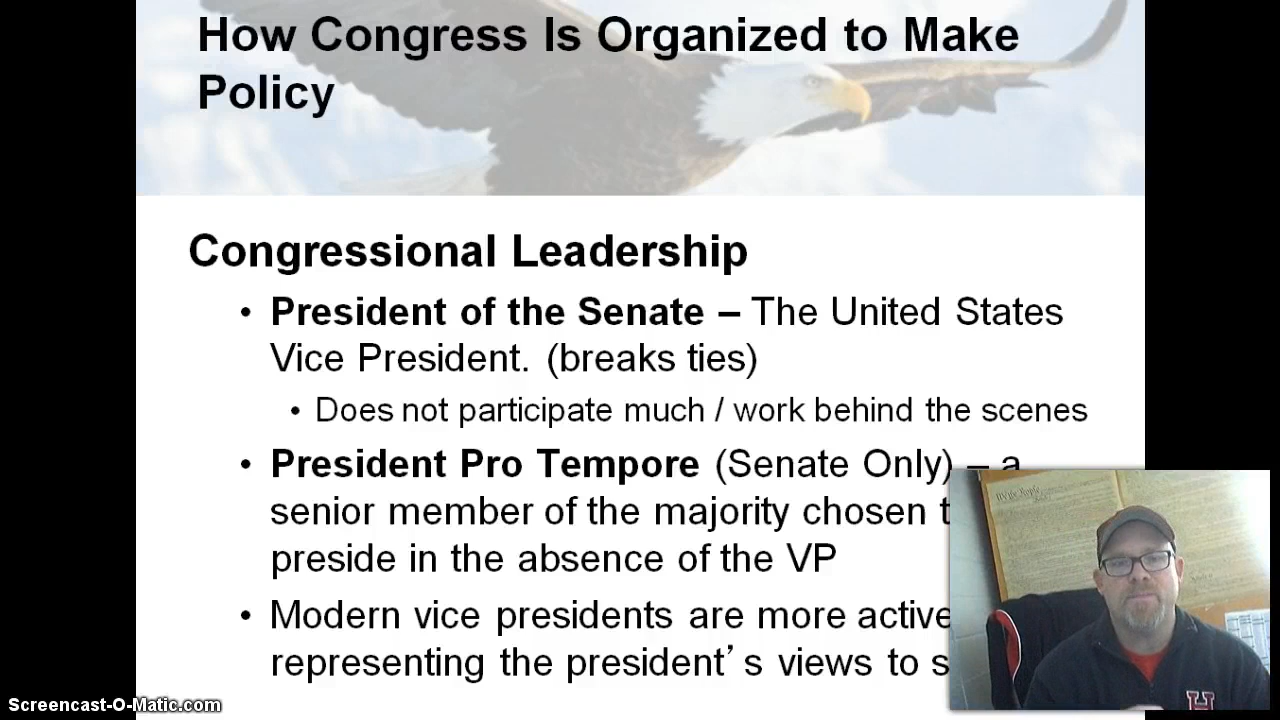 How Congress Is Organized to Make
Policy
Congressional Leadership
• President of the Senate – The United States
Vice President. (breaks ties)
• Does not participate much / work behind the scenes
• President Pro Tempore (Senate Only) – a
senior member of the majority chosen
preside in the absence of the VP
• Modern vice presidents are more active
representing the president’s views to
We the People
H
Screencast-O-Matic.com